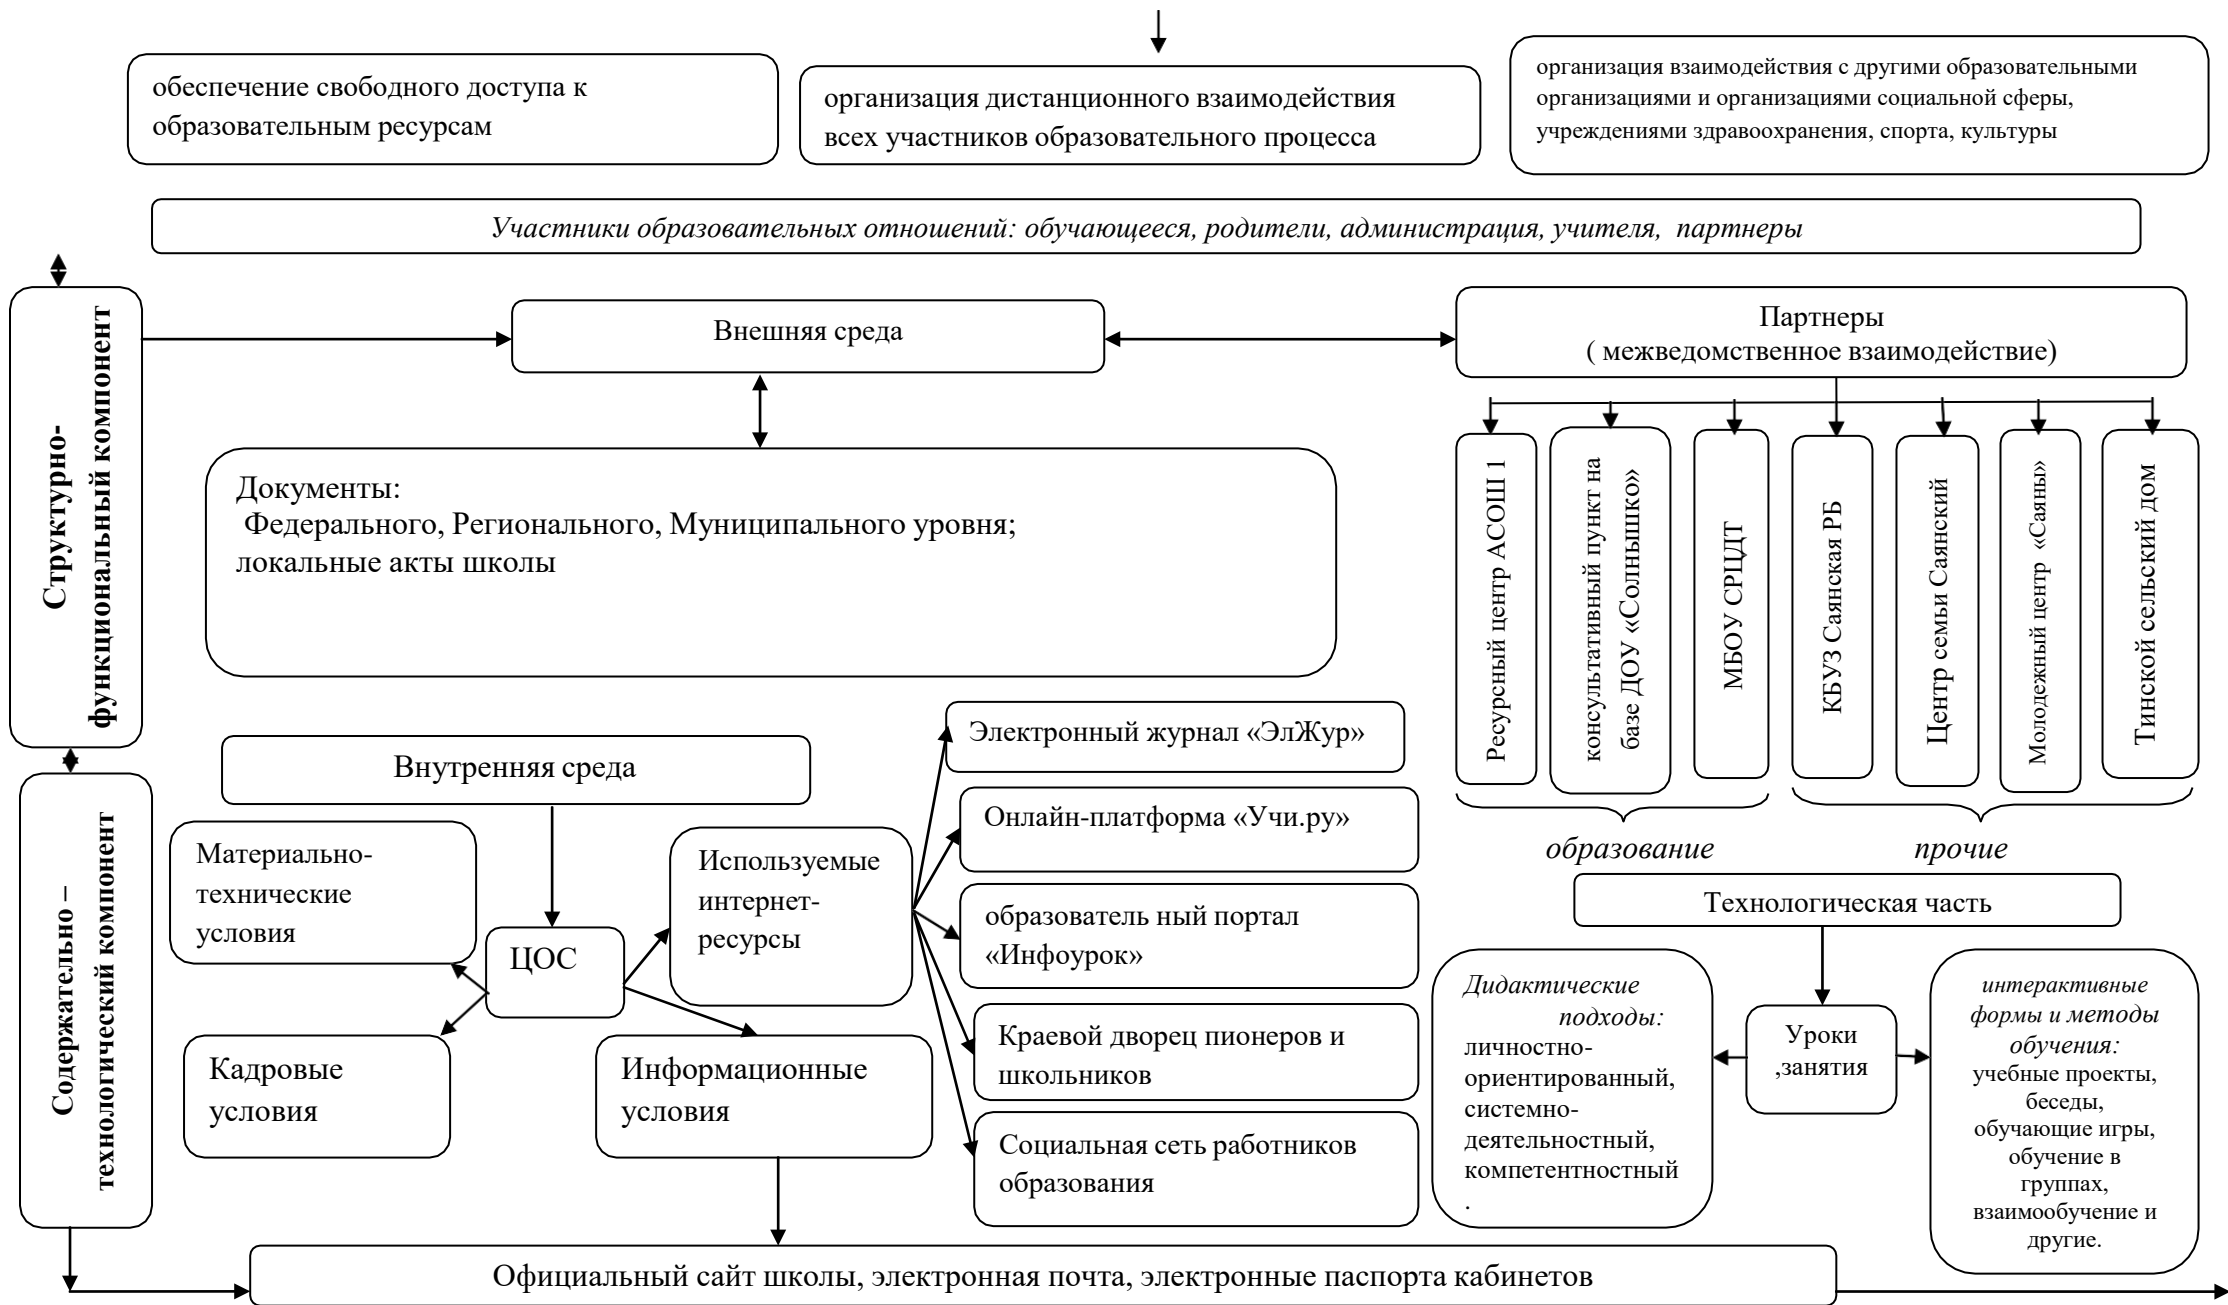 обеспечение свободного доступа к
образовательным ресурсам
организация дистанционного взаимодействия
всех участников образовательного процесса
организация взаимодействия с другими образовательными
организациями и организациями социальной сферы,
учреждениями здравоохранения, спорта, культуры
Участники образовательных отношений: обучающееся, родители, администрация, учителя, партнеры
Структурно-
функциональный компонент
Внешняя среда
Партнеры
( межведомственное взаимодействие)
Документы:
Федерального, Регионального, Муниципального уровня;
локальные акты школы
Ресурсный центр АСОШ 1
консультативный пункт на
базе ДОУ «Солнышко»
МБОУ СРЦДТ
КБУЗ Саянская РБ
Центр семьи Саянский
Молодежный центр «Саяны»
Тинской сельский дом
образование
прочие
Содержательно –
технологический компонент
Внутренняя среда
Материально-
технические
условия
ЦОС
Кадровые
условия
Используемые
интернет-
ресурсы
Информационные
условия
Электронный журнал «ЭлЖур»
Онлайн-платформа «Учи.ру»
образователь ный портал
«Инфоурок»
Краевой дворец пионеров и
школьников
Социальная сеть работников
образования
Технологическая часть
Дидактические
подходы:
личностно-
ориентированный,
системно-
деятельностный,
компетентностный
.
Уроки
,занятия
интерактивные
формы и методы
обучения:
учебные проекты,
беседы,
обучающие игры,
обучение в
группах,
взаимообучение и
другие.
Официальный сайт школы, электронная почта, электронные паспорта кабинетов